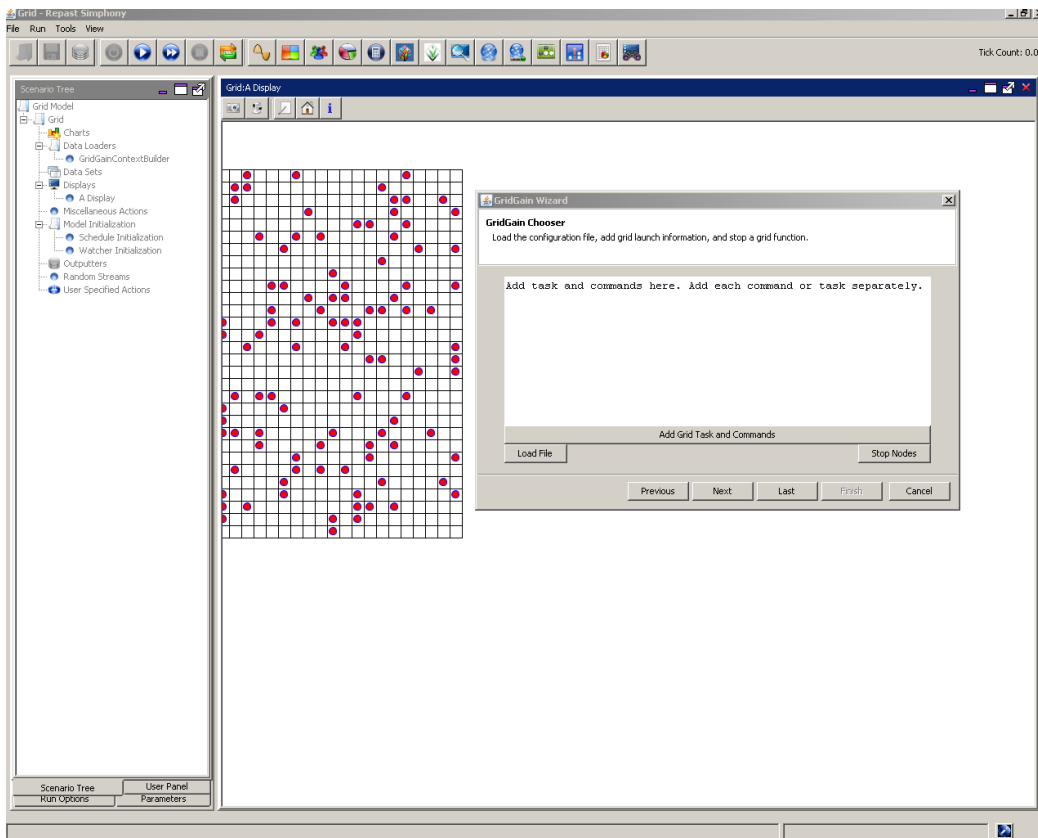 Grid - Repast Simphony
File Run Tools View
Tick Count: 0.0
Scenario Tree
Grid Model
Grid
Charts
Data Loaders
GridGainContextBuilder
Data Sets
Displays
A Display
Miscellaneous Actions
Model Initialization
Schedule Initialization
Watcher Initialization
Outputters
Random Streams
User Specified Actions
Scenario Tree
User Panel
Run Options
Parameters
Grid:A Display
i
GridGain Wizard
GridGain Chooser
Load the configuration file, add grid launch information, and stop a grid function.
Add task and commands here. Add each command or task separately.
Add Grid Task and Commands
Load File
Stop Nodes
Previous
Next
Last
Finish
Cancel